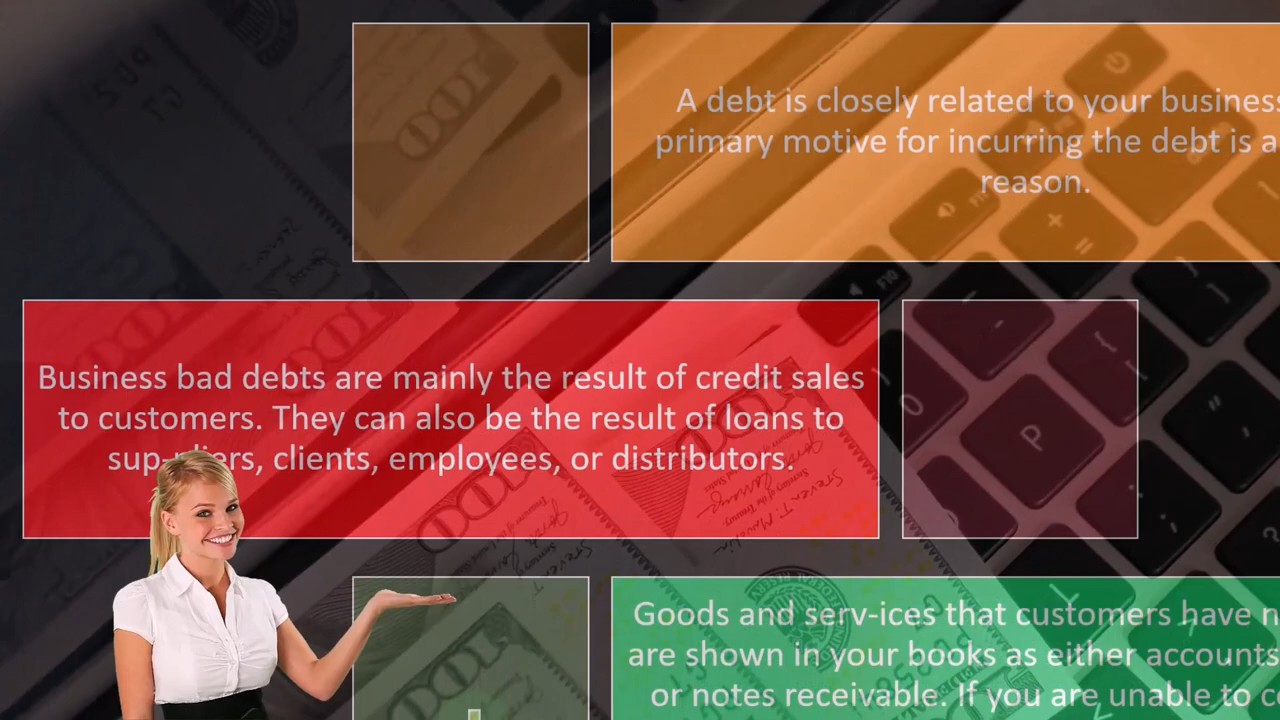 A debt is closely related to your business
primary motive for incurring the debt is a
reason.
Business bad debts are mainly the result of credit sales
to customers. They can also be the result of loans to
clients, employees, or distributors.
Goods and serv-ices that customers have
are shown in your books as either accounts
or notes receivable. If you are unable to
100
100
P